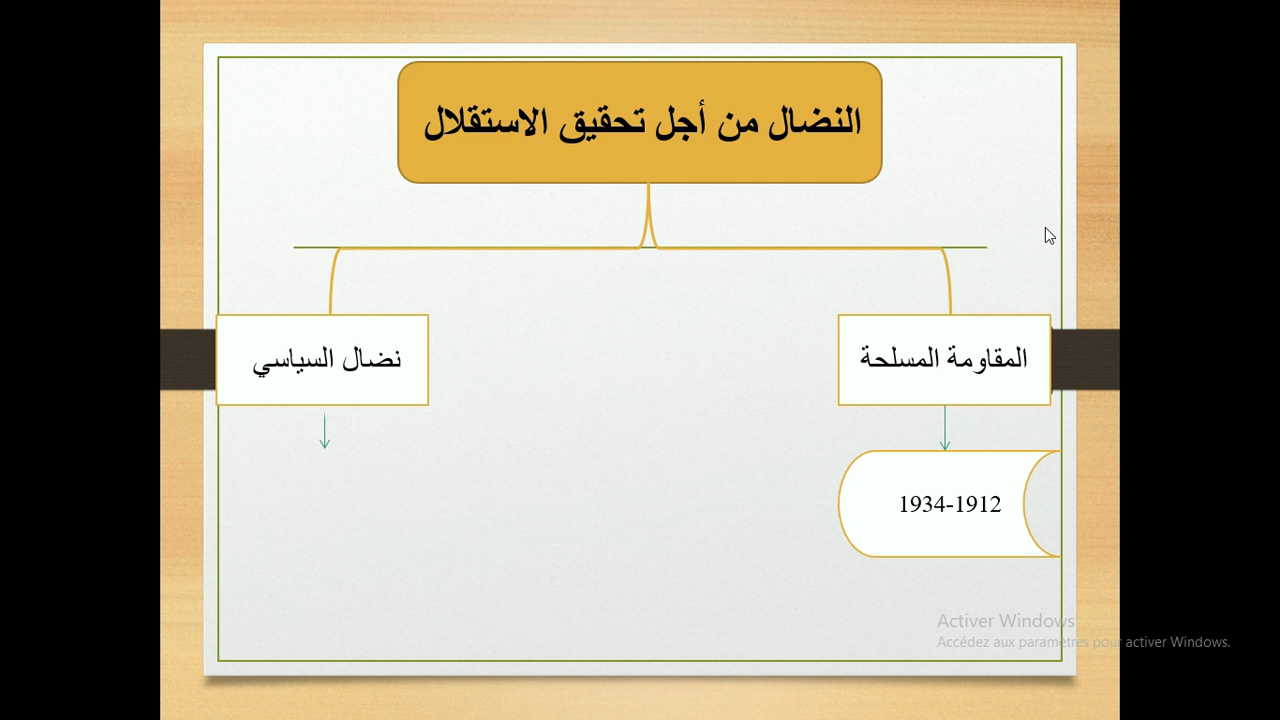 النضال من أجل تحقيق الاستقلال
المقاومة المسلحة
نضال السياسي
1934-1912
Activer Windows
Accédez aux paramètres pour activer Windows.